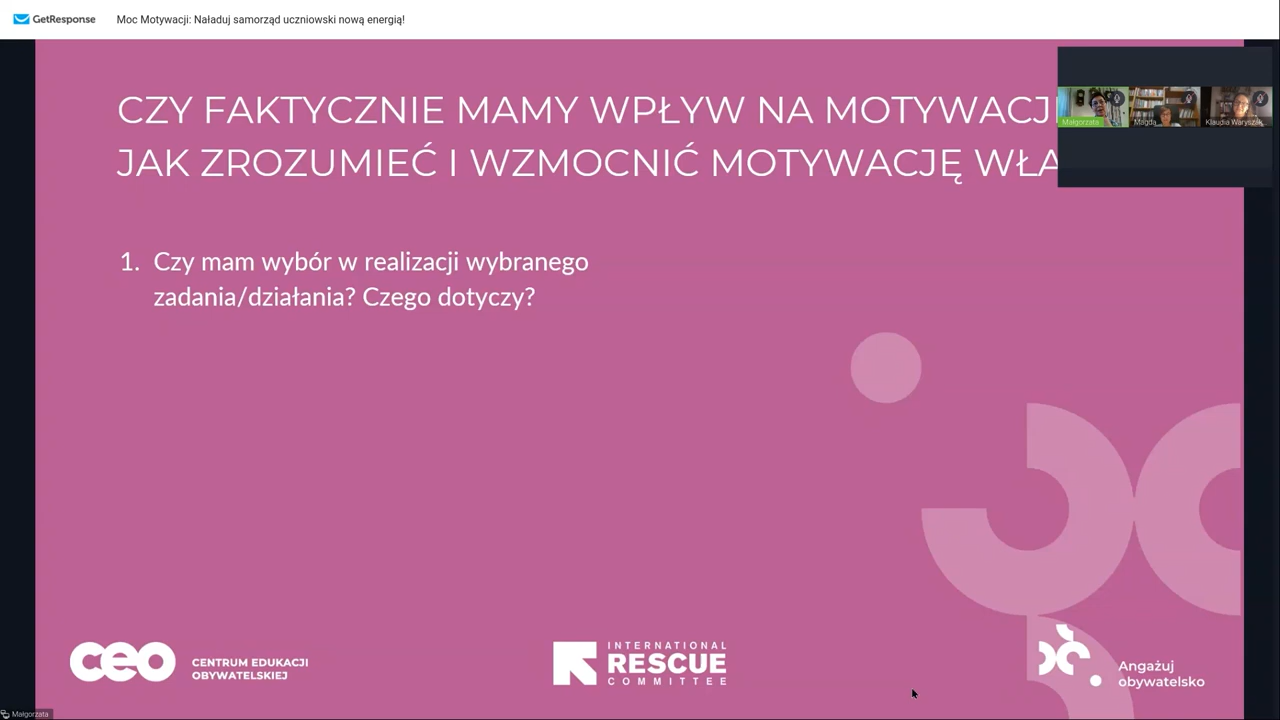 GetResponse
Moc Motywacji: Naładuj samorząd uczniowski nową energią!
CZY FAKTYCZNIE MAMY WPŁYW NA MOTYWACJ
JAK ZROZUMIEĆ I WZMOCNIĆ MOTYWACJĘ WŁA
Małgorzata
Magda
Klaudia Waryszak
1. Czy mam wybór w realizacji wybranego
zadania/działania? Czego dotyczy?
ceo
CENTRUM EDUKACJI
OBYWATELSKIEJ
INTERNATIONAL
RESCUE
COMMITTEE
Angażuj
obywatelsko
Małgorzata